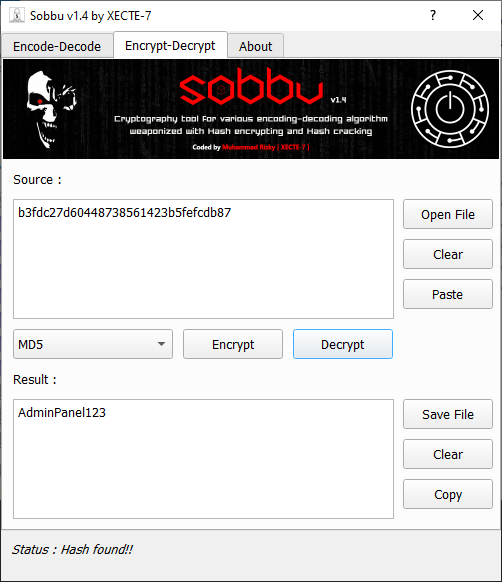 Sobbu v1.4 by XECTE-7
Encode-Decode
Encrypt-Decrypt
About
sobbu v1.4
Cryptography tool for various encoding-decoding algorithm
weaponized with Hash encrypting and Hash cracking
Coded by Muhammad Rizky [ XECTE-7 ]
Source :
b3fdc27d60448738561423b5fefcdb87
Open File
Clear
Paste
MD5
Encrypt
Decrypt
Result :
AdminPanel123
Save File
Clear
Copy
Status : Hash found!!